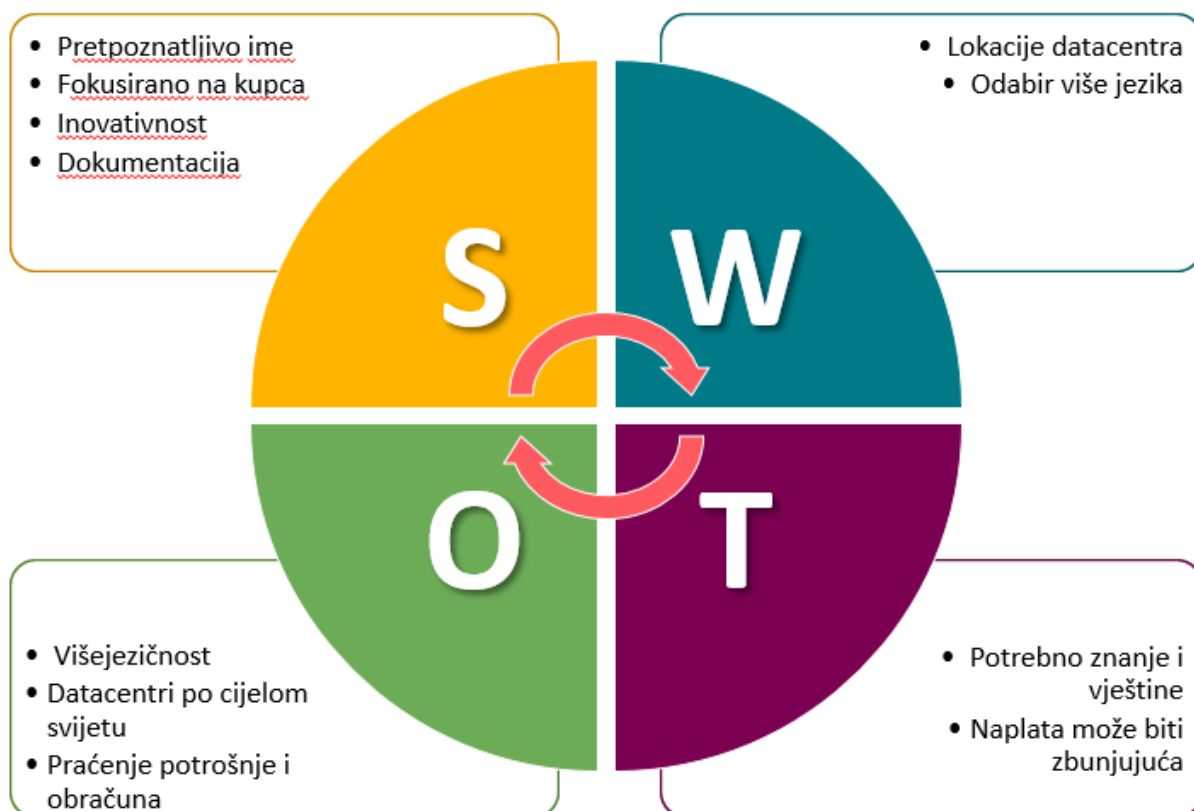 • Pretpoznatljivo ime
• Fokusirano na kupca
• Inovativnost
• Dokumentacija
• Lokacije datacentra
• Odabir više jezika
S
W
O
T
• Višejezičnost
• Datacentri po cijelom
svijetu
• Praćenje potrošnje i
obračuna
• Potrebno znanje i
vještine
• Naplata može biti
zbunjujuća